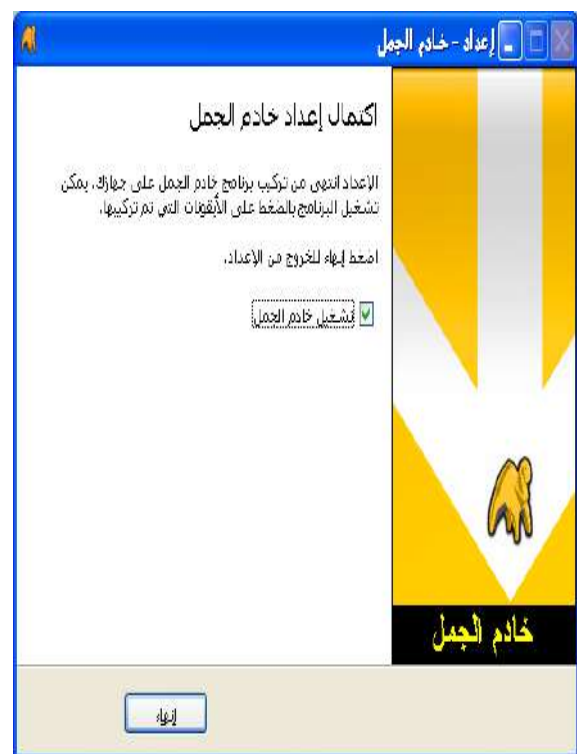 إعداد - خادم الجمل
اكتمال إعداد خادم الجمل
الإعداد انتهى من تركيب برنامج خادم الجمل على جهازك. يمكن
تشغيل البرنامج بالضغط على الأيقونات التي تم تركيبها.
اضغط إنهاء للخروج من الإعداد.
تشغيل خادم الجمل
خادم الجمل
إنهاء